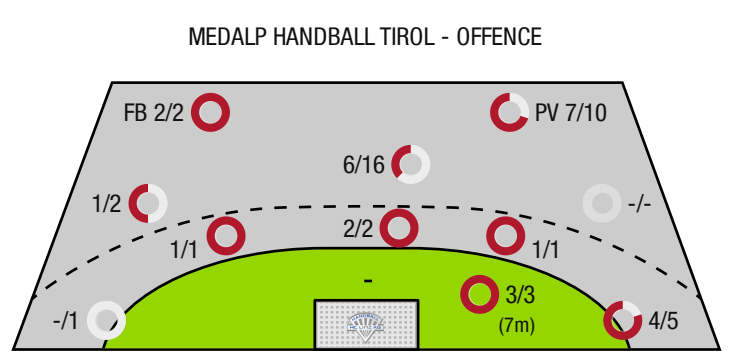 MEDALP HANDBALL TIROL - OFFENCE
FB 2/2
PV 7/10
6/16
1/2
-/-
1/1
2/2
1/1
-
-/1
3/3
(7m)
4/5